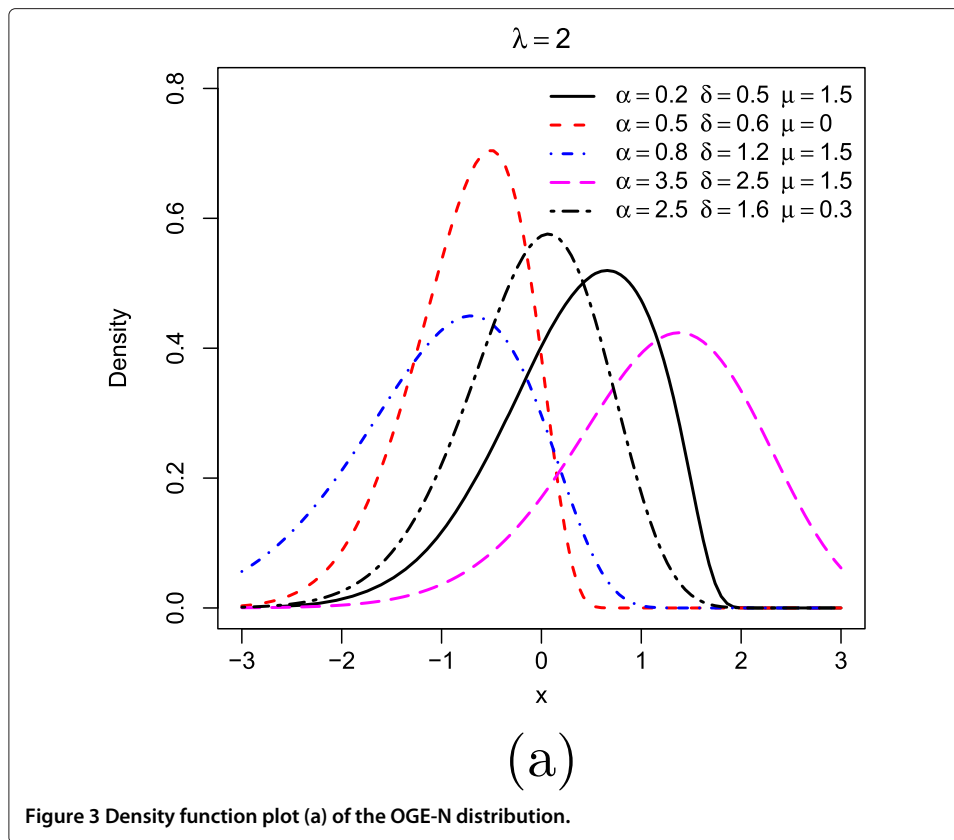 λ = 2
α = 0.2 δ = 0.5 μ = 1.5
α = 0.5 δ = 0.6 μ = 0
α = 0.8 δ = 1.2 μ = 1.5
α = 3.5 δ = 2.5 μ = 1.5
α = 2.5 δ = 1.6 μ = 0.3
0.8
0.6
0.4
0.2
0.0
Density
−3 −2 −1 0 1 2 3
x
(a)
Figure 3 Density function plot (a) of the OGE-N distribution.